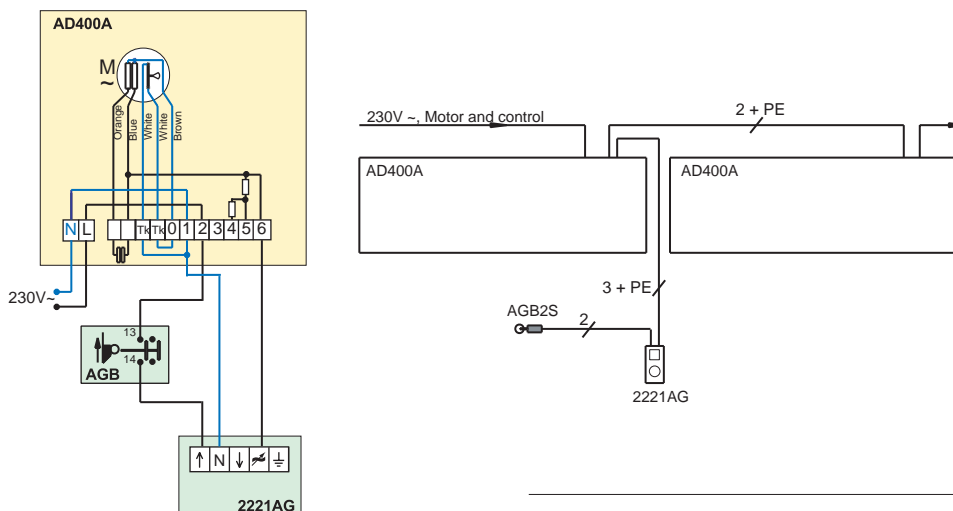 AD400A
M
~
Orange
Blue
White
White
Brown
N L Tk Tk 0 1 2 3 4 5 6
230V~
13
14
AGB
N
2221AG
230V ~, Motor and control
2 + PE
AD400A
AD400A
3 + PE
AGB2S
2
2221AG